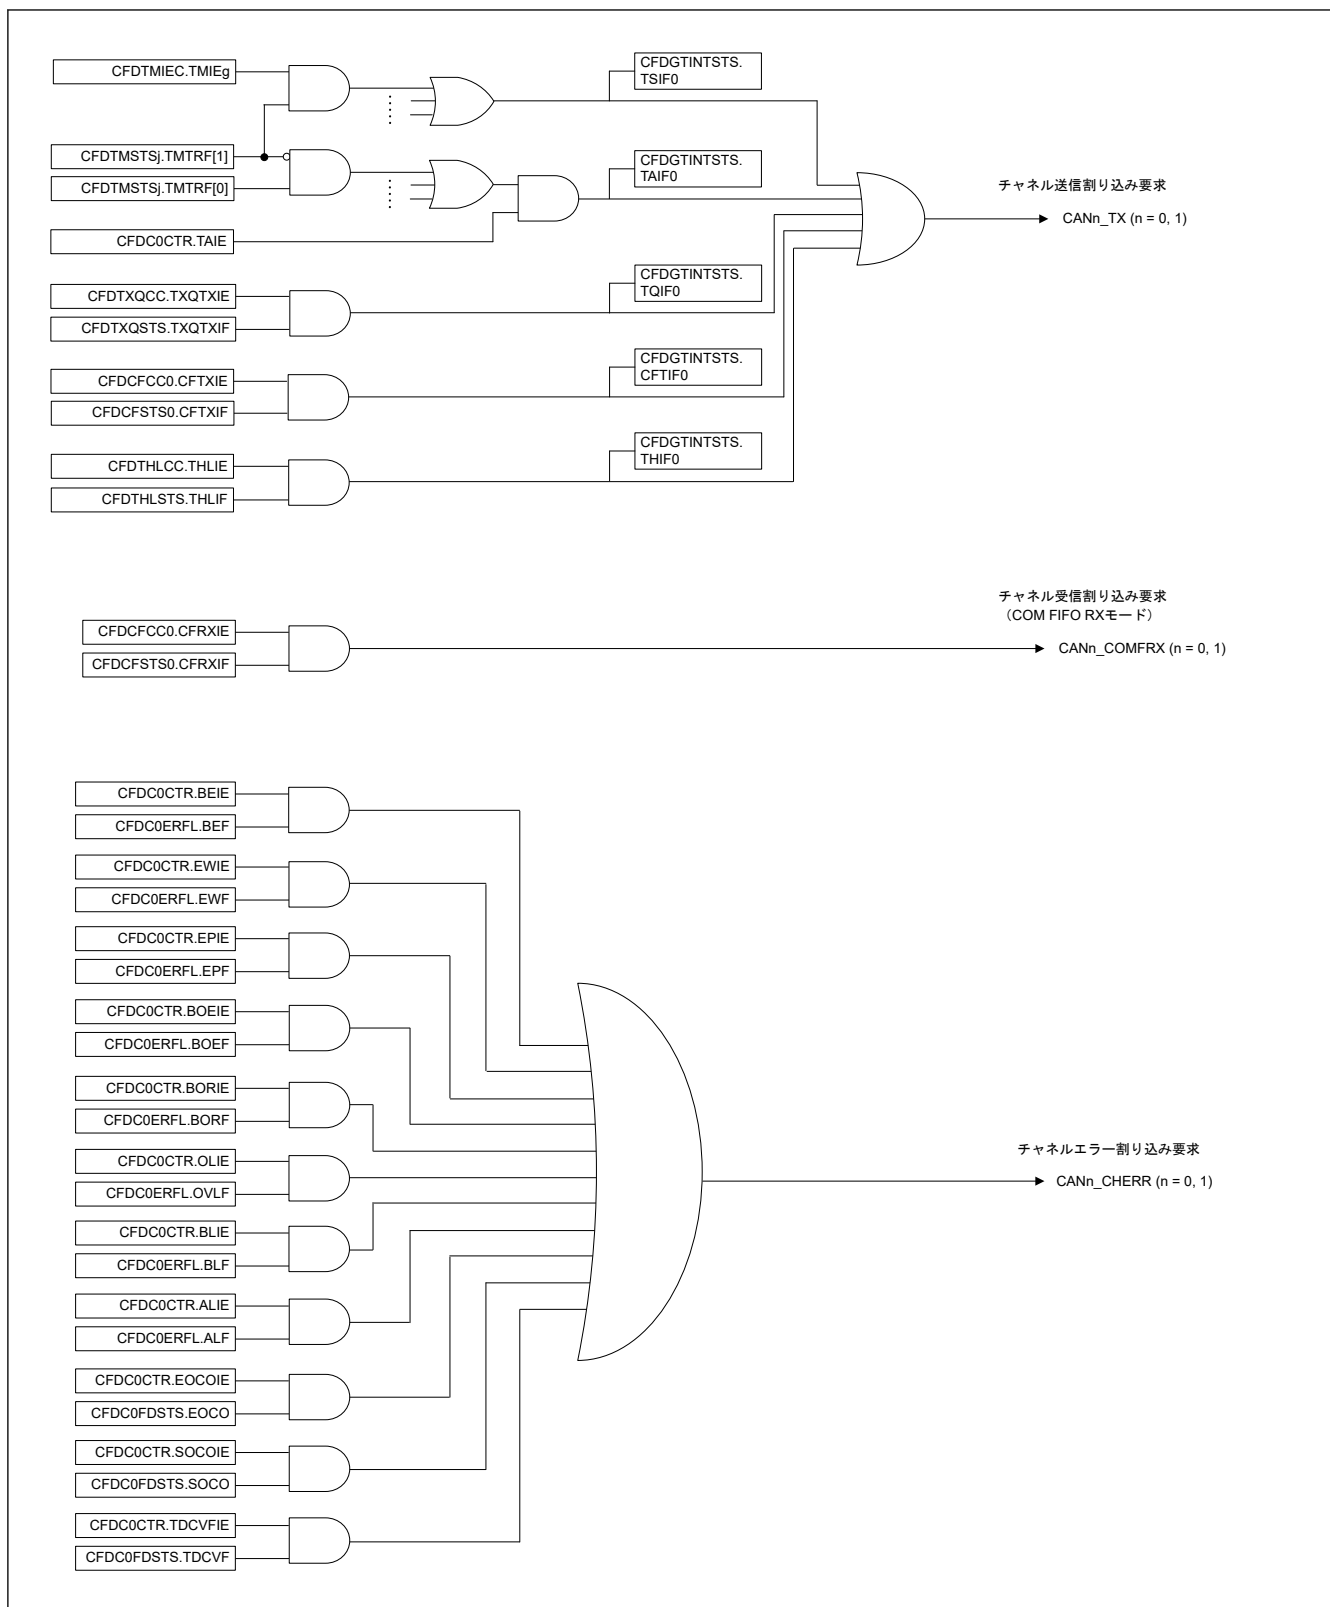 CFDTMIEC.TMIEg
CFDGTINTSTS.
TSIF0
CFDTMSTSj.TMTRF[1]
CFDTMSTSj.TMTRF[0]
CFDGTINTSTS.
TAIF0
チャネル送信割り込み要求
CANn_TX (n = 0, 1)
CFDC0CTR.TAIE
CFDTXQCC.TXQTXIE
CFDTXQSTS.TXQTXIF
CFDGTINTSTS.
TQIF0
CFDCFCC0.CFTXIE
CFDCFSTS0.CFTXIF
CFDGTINTSTS.
CFTIF0
CFDTHLCC.THLIE
CFDTHLSTS.THLIF
CFDGTINTSTS.
THIF0
チャネル受信割り込み要求
（COM FIFO RXモード）
CFDCFCC0.CFRXIE
CFDCFSTS0.CFRXIF
CANn_COMFRX (n = 0, 1)
CFDC0CTR.BEIE
CFDC0ERFL.BEF
CFDC0CTR.EWIE
CFDC0ERFL.EWF
CFDC0CTR.EPIE
CFDC0ERFL.EPF
CFDC0CTR.BOEIE
CFDC0ERFL.BOEF
CFDC0CTR.BORIE
CFDC0ERFL.BORF
チャネルエラー割り込み要求
CFDC0CTR.OLIE
CFDC0ERFL.OVLF
CANn_CHERR (n = 0, 1)
CFDC0CTR.BLIE
CFDC0ERFL.BLF
CFDC0CTR.ALIE
CFDC0ERFL.ALF
CFDC0CTR.EOCOIE
CFDC0FDSTS.EOCO
CFDC0CTR.SOCOIE
CFDC0FDSTS.SOCO
CFDC0CTR.TDCVFIE
CFDC0FDSTS.TDCVF